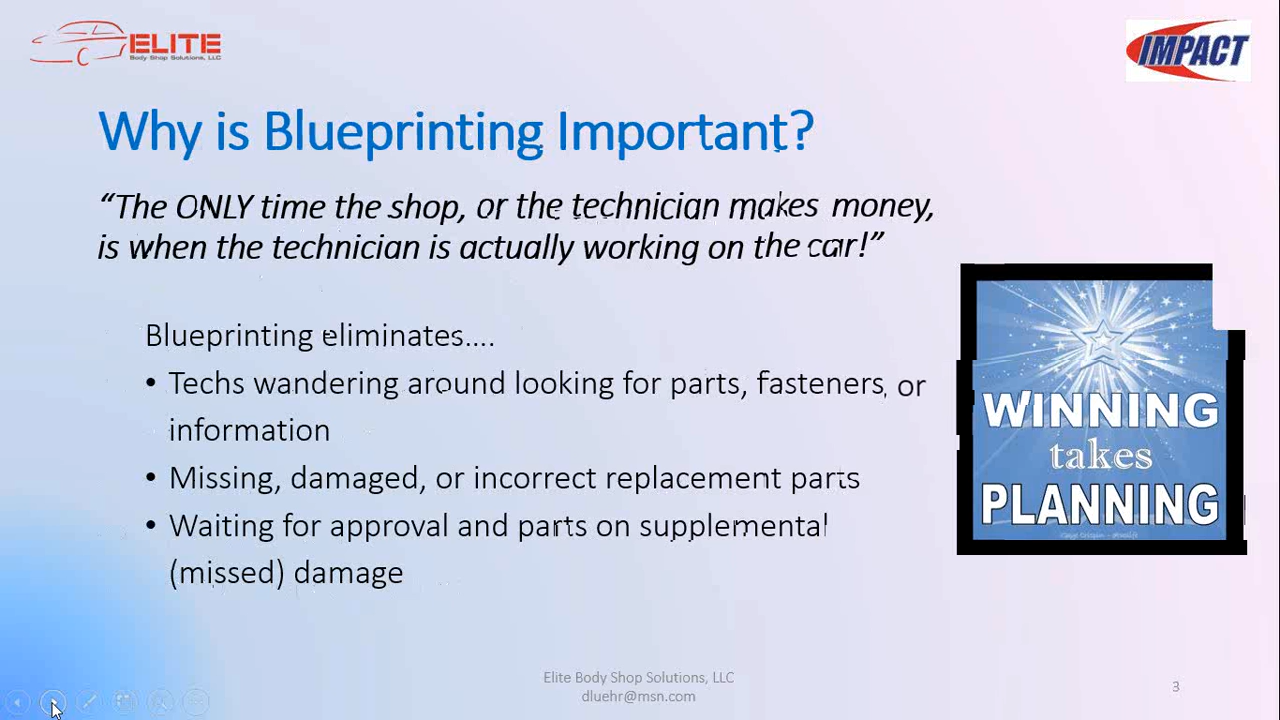 ELITE
Body Shop Solutions, LLC
IMPACT
Why is Blueprinting Important?
“The ONLY time the shop, or the technician makes money,
is when the technician is actually working on the car!”
Blueprinting eliminates....
• Techs wandering around looking for parts, fasteners, or
information
• Missing, damaged, or incorrect replacement parts
• Waiting for approval and parts on supplemental
(missed) damage
WINNING
takes
PLANNING
Elite Body Shop Solutions, LLC
dluehr@msn.com
3